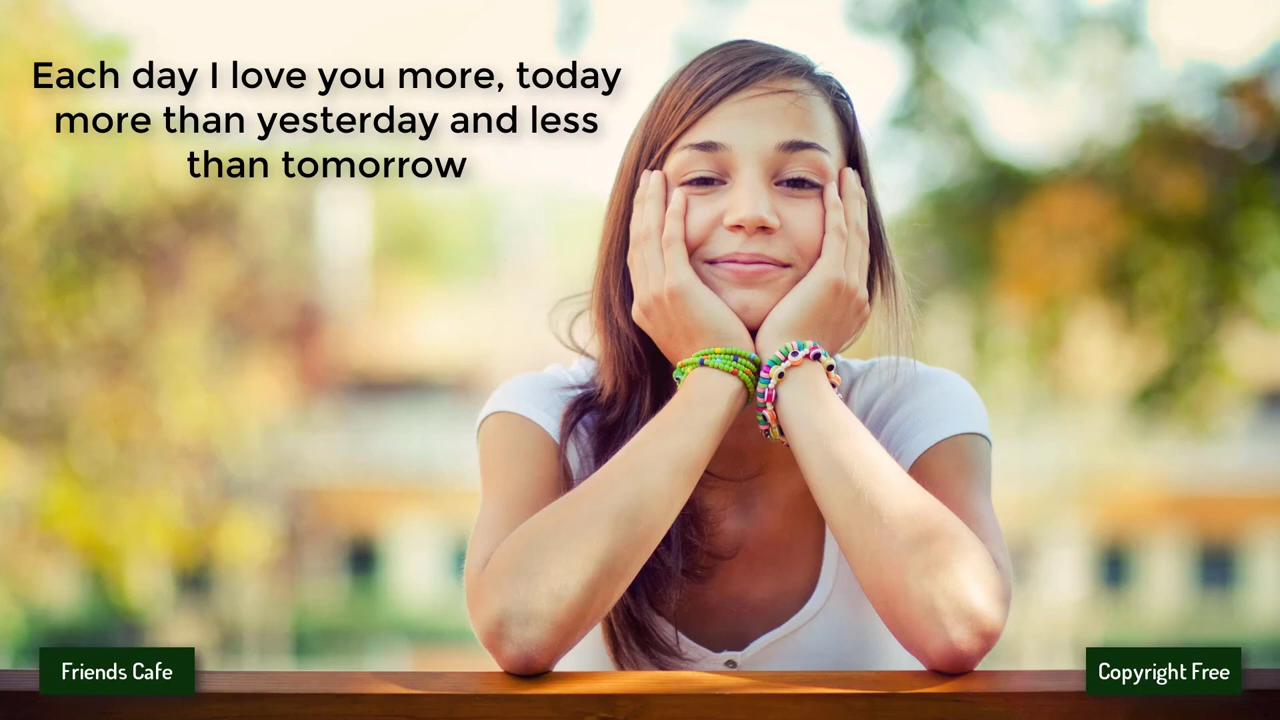 Each day I love you more, today
more than yesterday and less
than tomorrow
Friends Cafe
Copyright Free